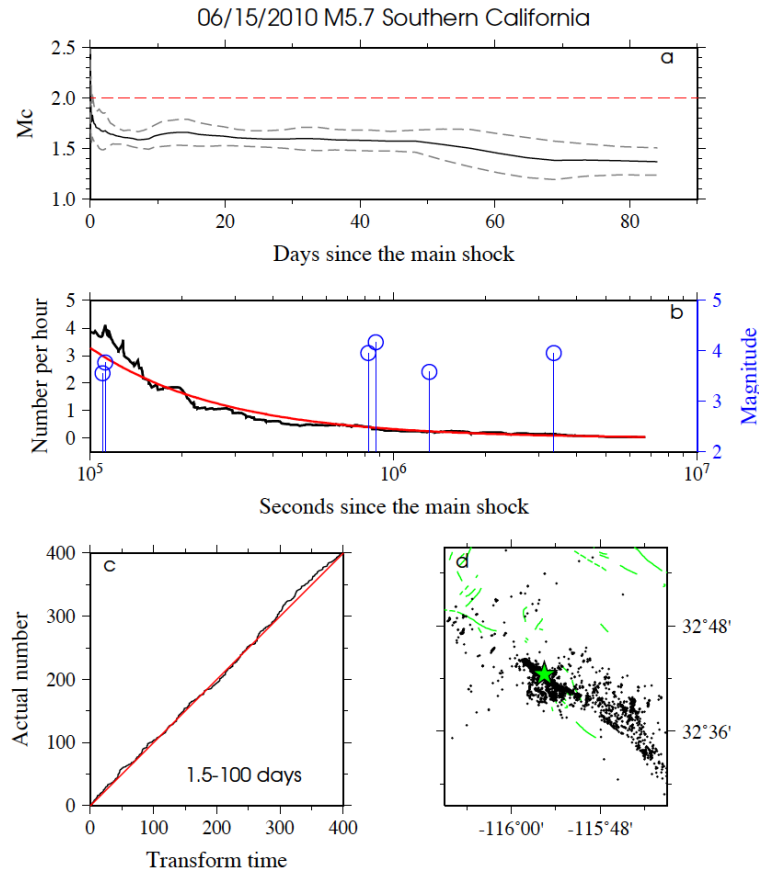 06/15/2010 M5.7 Southern California
a
2.5
2.0
1.5
1.0
Mc
0 20 40 60 80
Days since the main shock
b
5
4
3
2
1
0
Number per hour
5
4
3
2
Magnitude
10^5 10^6 10^7
Seconds since the main shock
c
400
300
200
100
0
Actual number
1.5-100 days
0 100 200 300 400
Transform time
d
32°48'
32°36'
-116°00' -115°48'